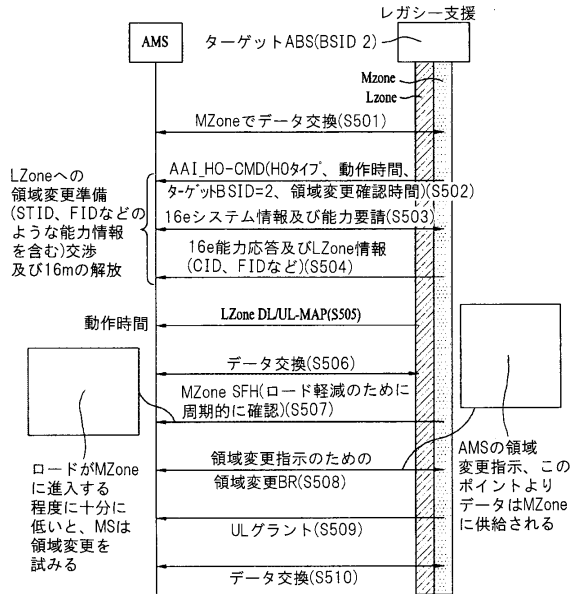 レガシー支援
AMS
ターゲットABS(BSID 2)
Mzone
Lzone
MZoneでデータ交換(S501)
AAI_HO-CMD(HOタイプ、動作時間、
ターゲットBSID=2、領域変更確認時間)(S502)
16eシステム情報及び能力要請(S503)
16e能力応答及びLZone情報
(CID、FIDなど)(S504)
LZoneへの
領域変更準備
(STID、FIDなどの
ような能力情報
を含む)交渉
及び16mの解放
動作時間
LZone DL/UL-MAP(S505)
データ交換(S506)
MZone SFH(ロード軽減のために
周期的に確認)(S507)
領域変更指示のための
領域変更BR(S508)
ULグラント(S509)
データ交換(S510)
ロードがMZone
に進入する
程度に十分に
低いと、MSは
領域変更を
試みる
AMSの領域
変更指示、この
ポイントより
データはMZone
に供給される